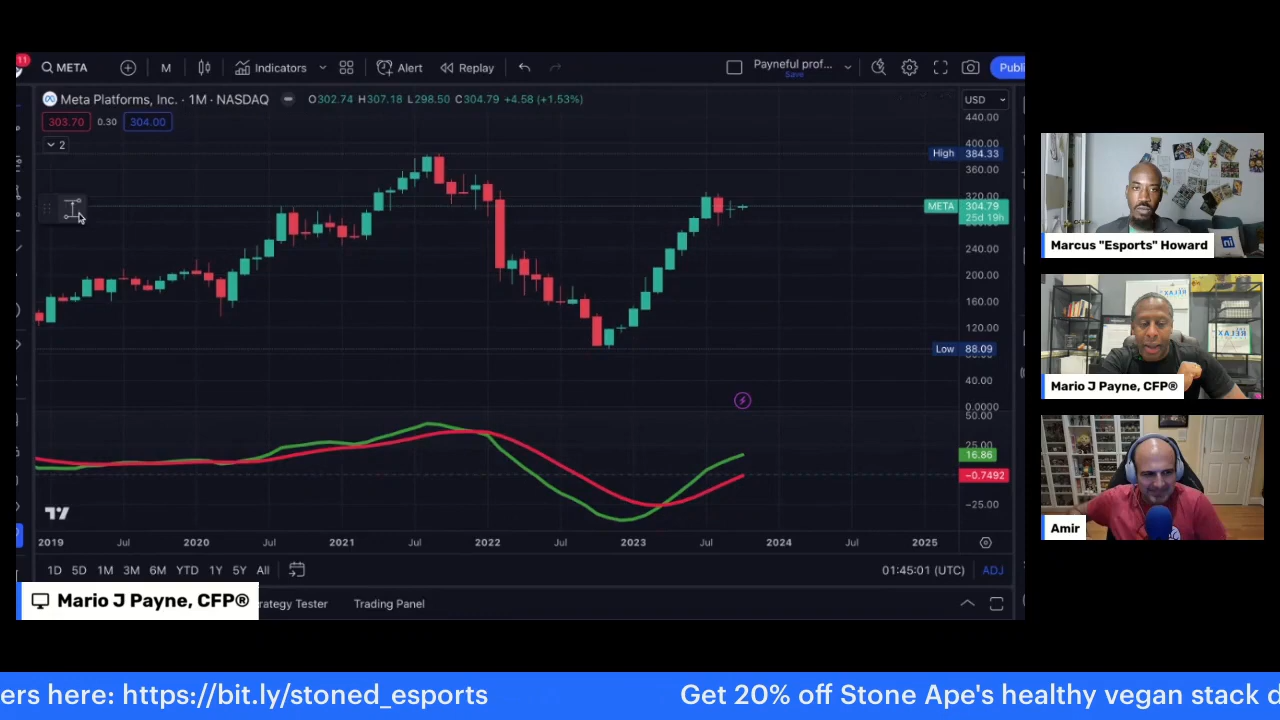 11
META
M
Indicators
Alert
Replay
Payneful prof...
Save
Publi
Meta Platforms, Inc. · 1M · NASDAQ
O302.74 H307.18 L298.50 C304.79 +4.58 (+1.53%)
USD
303.70 0.30 304.00
2
440.00
400.00
High 384.33
360.00
320.00
META 304.79
25d 19h
240.00
200.00
160.00
120.00
Low 88.09
40.00
0.0000
50.00
25.00
16.86
−0.7492
−25.00
2019 Jul 2020 Jul 2021 Jul 2022 Jul 2023 Jul 2024 Jul 2025
1D 5D 1M 3M 6M YTD 1Y 5Y All
01:45:01 (UTC) ADJ
Mario J Payne, CFP®
rategy Tester
Trading Panel
Marcus "Esports" Howard
Mario J Payne, CFP®
Amir
ers here: https://bit.ly/stoned_esports
Get 20% off Stone Ape's healthy vegan stack d